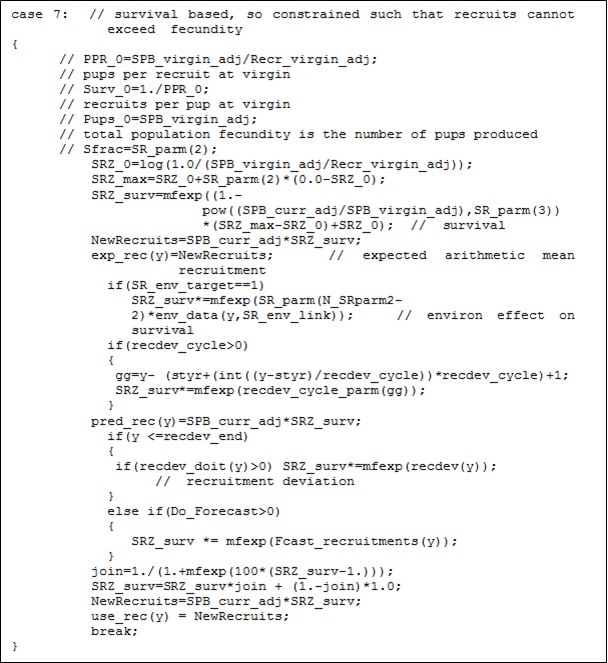 case 7:  // survival based, so constrained such that recruits cannot
exceed fecundity
{
// PPR_0=SPB_virgin_adj/Recr_virgin_adj;
// pups per recruit at virgin
// Surv_0=1./PPR_0;
// recruits per pup at virgin
// Pups_0=SPB_virgin_adj;
// total population fecundity is the number of pups produced
// Sfrac=SR_parm(2);
SRZ_0=log(1.0/(SPB_virgin_adj/Recr_virgin_adj));
SRZ_max=SRZ_0+SR_parm(2)*(0.0-SRZ_0);
SRZ_surv=mfexp((1.-
pow((SPB_curr_adj/SPB_virgin_adj),SR_parm(3))
*(SRZ_max-SRZ_0)+SRZ_0);  // survival
NewRecruits=SPB_curr_adj*SRZ_surv;
exp_rec(y)=NewRecruits;  // expected arithmetic mean
recruitment
if(SR_env_target==1)
SRZ_surv*=mfexp(SR_parm(N_SRparm2-
2)*env_data(y,SR_env_link));  // environ effect on
survival
if(recdev_cycle>0)
{
gg=y- (styr+(int((y-styr)/recdev_cycle))*recdev_cycle)+1;
SRZ_surv*=mfexp(recdev_cycle_parm(gg));
}
pred_rec(y)=SPB_curr_adj*SRZ_surv;
if(y <=recdev_end)
{
if(recdev_doit(y)>0) SRZ_surv*=mfexp(recdev(y));
// recruitment deviation
}
else if(Do_Forecast>0)
{
SRZ_surv *= mfexp(Fcast_recruitments(y));
}
join=1./(1.+mfexp(100*(SRZ_surv-1.)));
SRZ_surv=SRZ_surv*join + (1.-join)*1.0;
NewRecruits=SPB_curr_adj*SRZ_surv;
use_rec(y) = NewRecruits;
break;
}